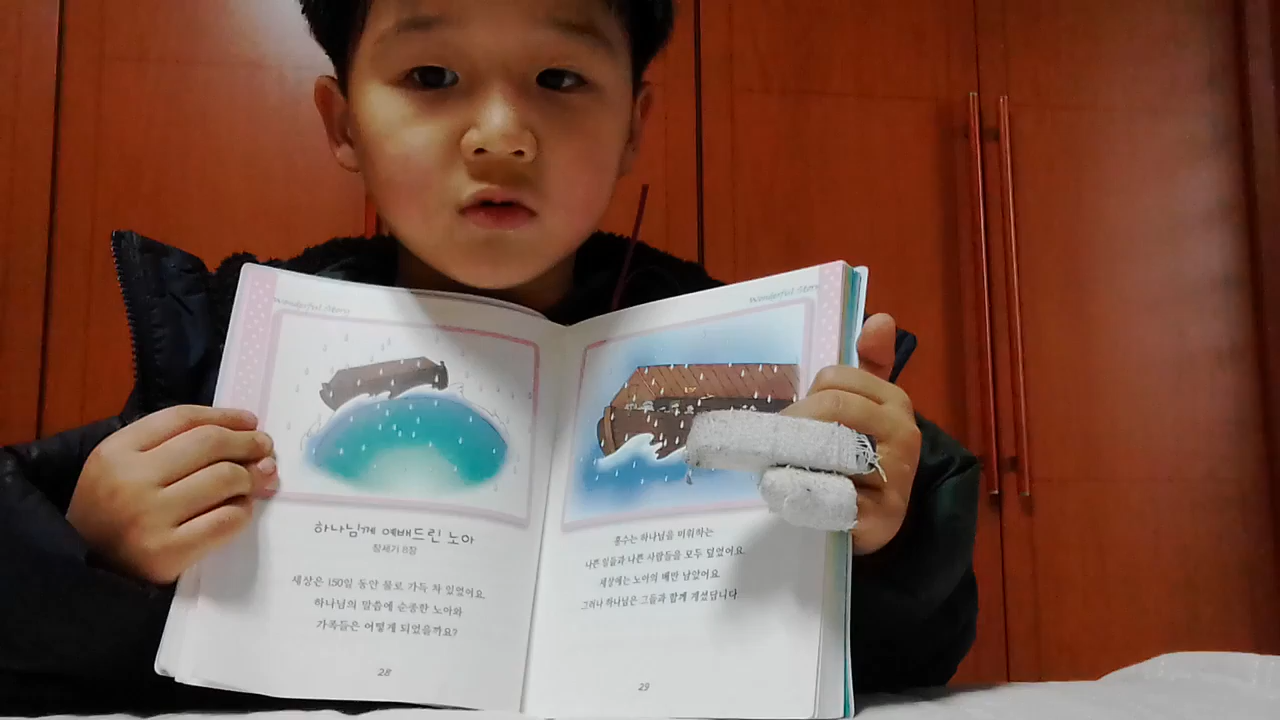 Wonderful Story
하나님께 예배드린 노아
창세기 8장
세상은 150일 동안 물로 가득 차 있었어요.
하나님의 말씀에 순종한 노아와
가족들은 어떻게 되었을까요?
28
Wonderful Story
홍수는 하나님을 미워하는
나쁜 일들과 나쁜 사람들을 모두 덮었어요.
세상에는 노아의 배만 남았어요.
그러나 하나님은 그들과 함께 계셨답니다.
29